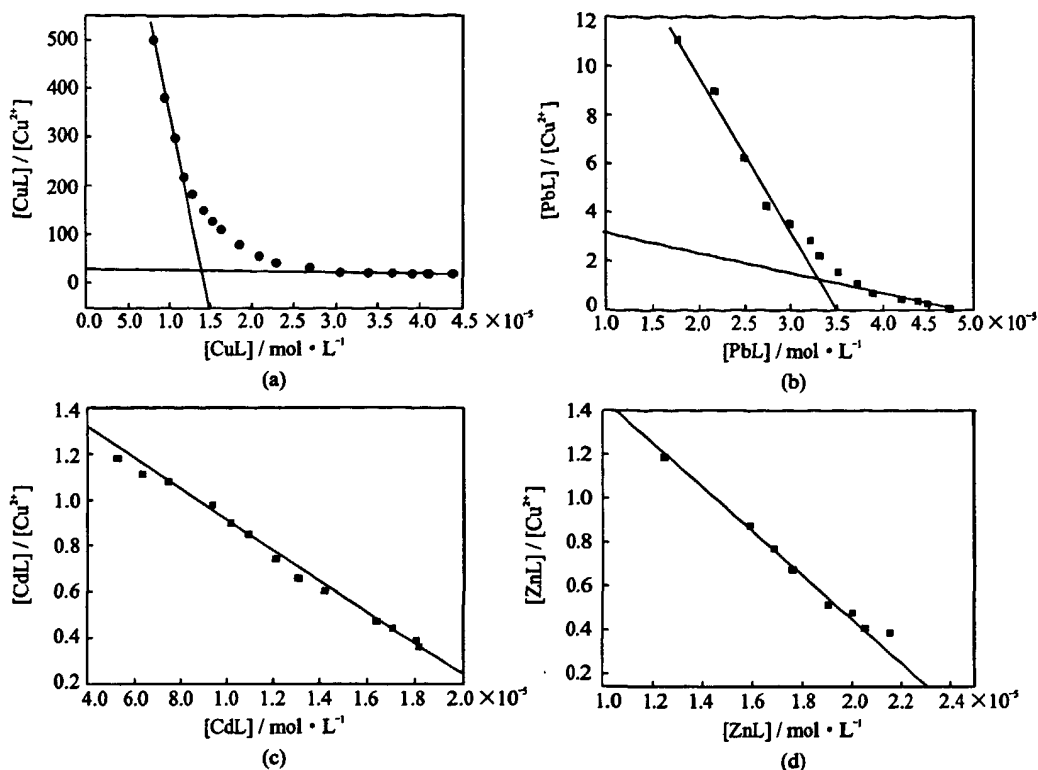 500
400
300
200
100
0
[CuL] / [Cu²⁺]
0.0 5.0 1.0 1.5 2.0 2.5 3.0 3.5 4.0 4.5 ×10⁻⁵
[CuL] / mol · L⁻¹
(a)
12
10
8
6
4
2
0
[PbL] / [Cu²⁺]
1.0 1.5 2.0 2.5 3.0 3.5 4.0 4.5 5.0 ×10⁻⁵
[PbL] / mol · L⁻¹
(b)
1.4
1.2
1.0
0.8
0.6
0.4
0.2
[CdL] / [Cu²⁺]
4.0 6.0 8.0 1.0 1.2 1.4 1.6 1.8 2.0 ×10⁻⁵
[CdL] / mol · L⁻¹
(c)
1.4
1.2
1.0
0.8
0.6
0.4
0.2
[ZnL] / [Cu²⁺]
1.0 1.2 1.4 1.6 1.8 2.0 2.2 2.4 ×10⁻⁵
[ZnL] / mol · L⁻¹
(d)